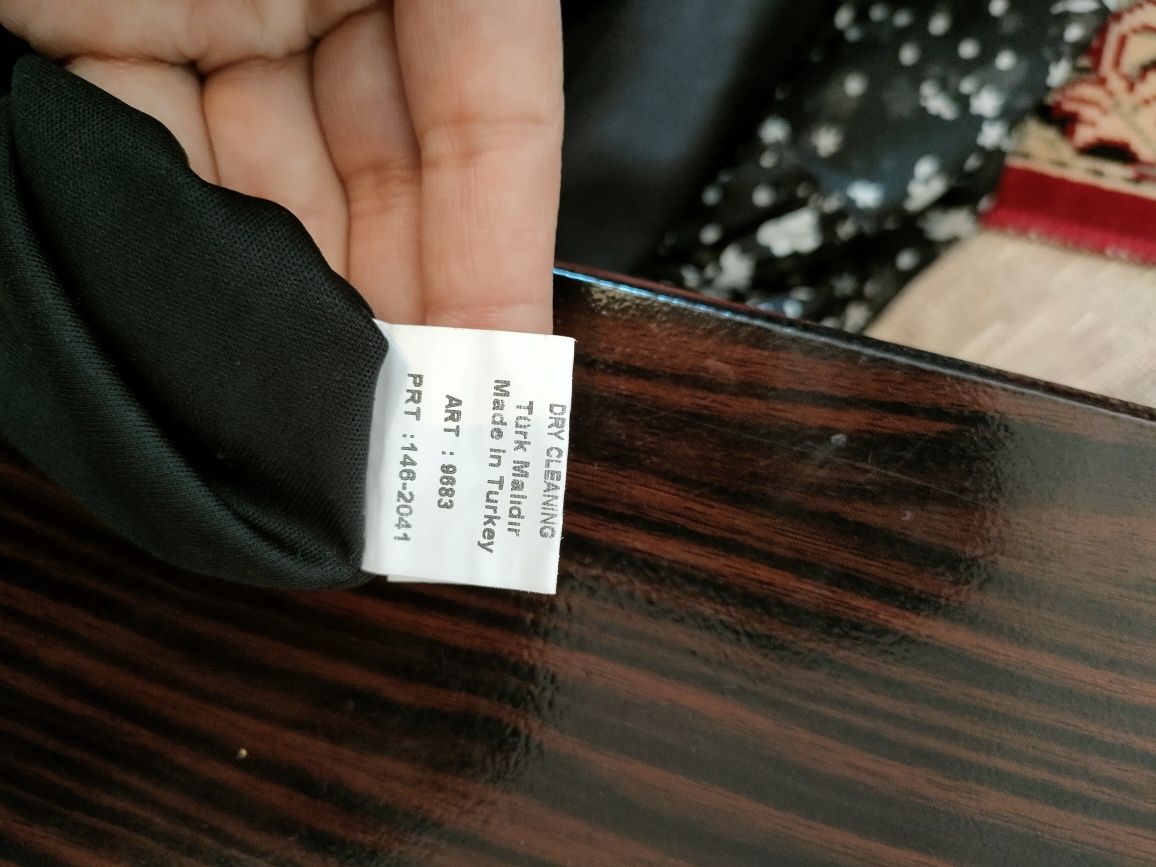 DRY CLEANING
Türk Malıdır
Made in Turkey
ART : 9683
PRT :146-2041